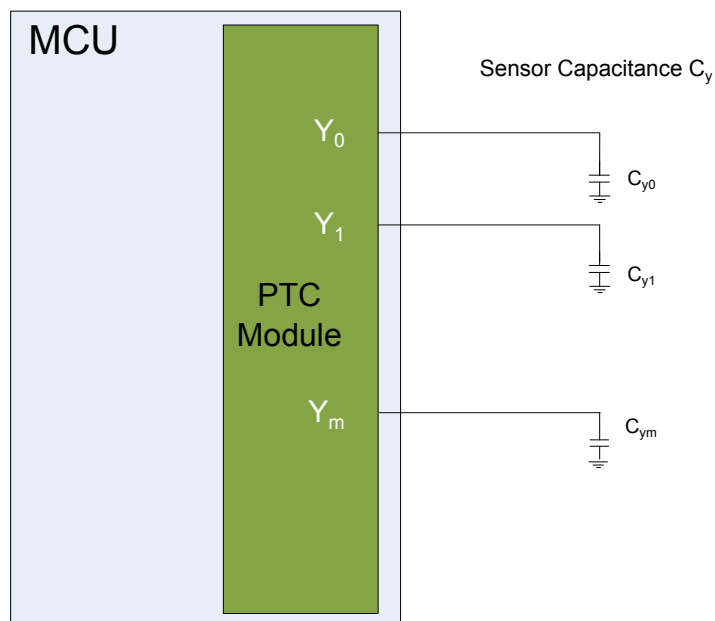 MCU
Sensor Capacitance Cy
Y0
Cy0
Y1
Cy1
PTC
Module
Ym
Cym